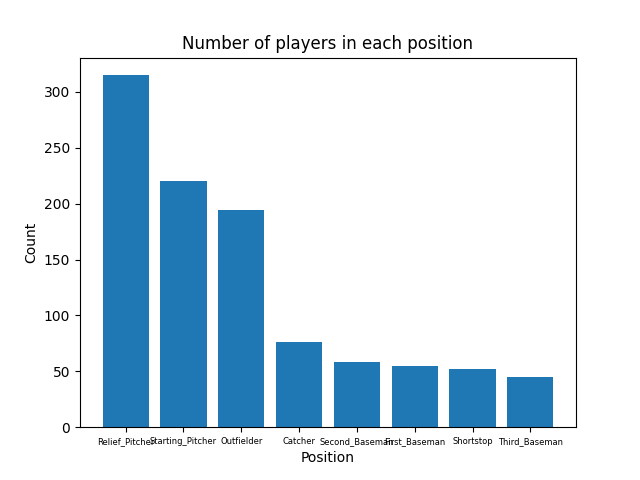 Number of players in each position
300
250
200
150
100
50
0
Count
Relief_Pitcher Starting_Pitcher Outfielder Catcher Second_Baseman First_Baseman Shortstop Third_Baseman
Position